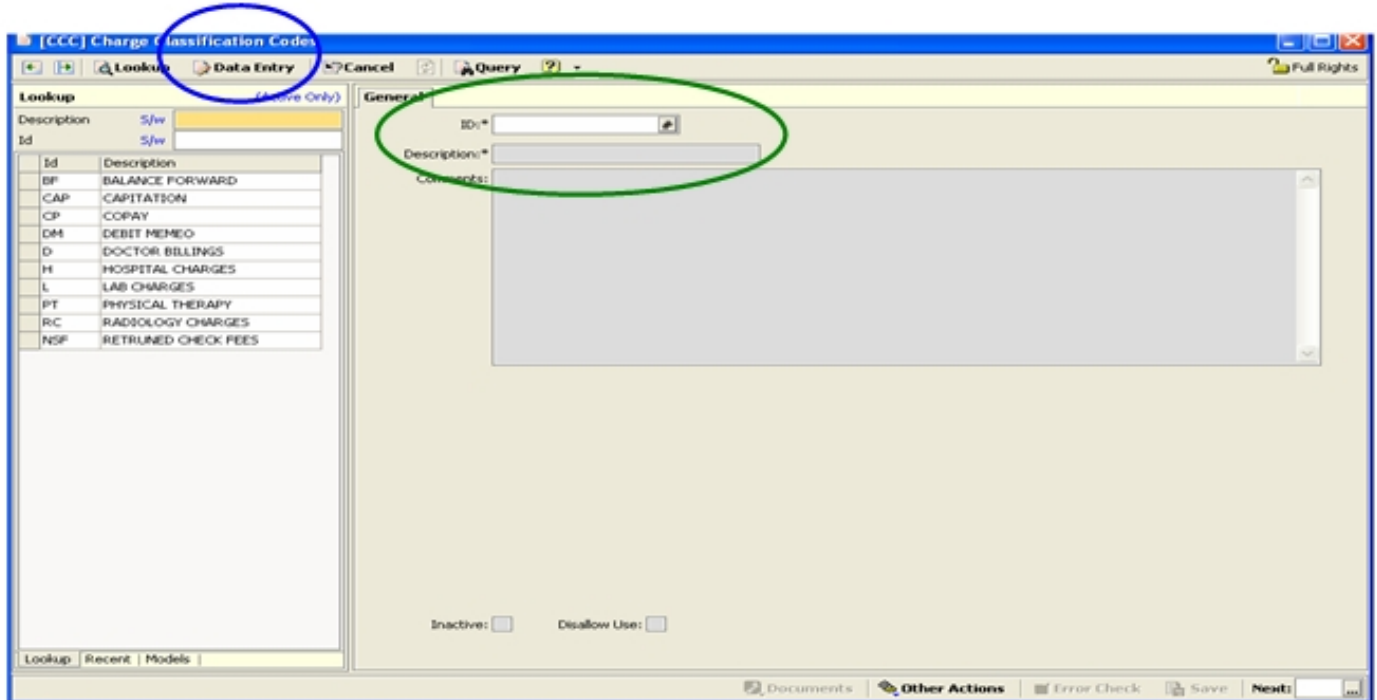 [CCC] Charge Classification Codes
Lookup Data Entry Cancel Query Full Rights
Lookup (Active Only)
Description S/w
Id S/w
Id Description
BF BALANCE FORWARD
CAP CAPITATION
CP COPAY
DM DEBIT MEMEO
D DOCTOR BILLINGS
H HOSPITAL CHARGES
L LAB CHARGES
PT PHYSICAL THERAPY
RC RADIOLOGY CHARGES
NSF RETRUNED CHECK FEES
Lookup Recent Models
General
ID:*
Description:*
Comments:
Inactive: Disallow Use:
Documents Other Actions Error Check Save Next: ...